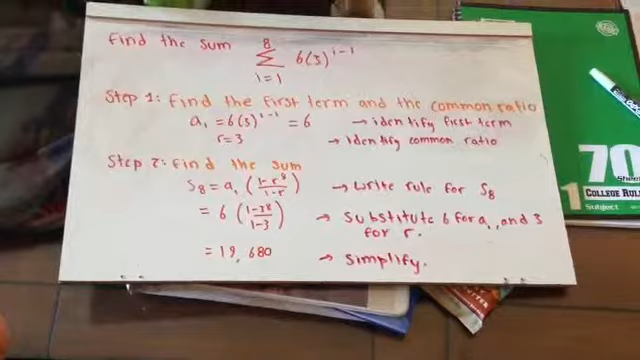 Find the sum 8 Σ i=1 6(3)^i-1
Step 1: Find the first term and the common ratio
a₁ = 6(3)^1-1 = 6 → identify first term
r=3 → Identify common ratio
Step 2: Find the sum
S8 = a₁ (1-r^8/1-r) → write rule for S8
= 6 (1-3^8/1-3) → substitute 6 for a₁, and 3
for r.
= 19,680 → simplify.
70
Sheets
1 COLLEGE RULED
Subject